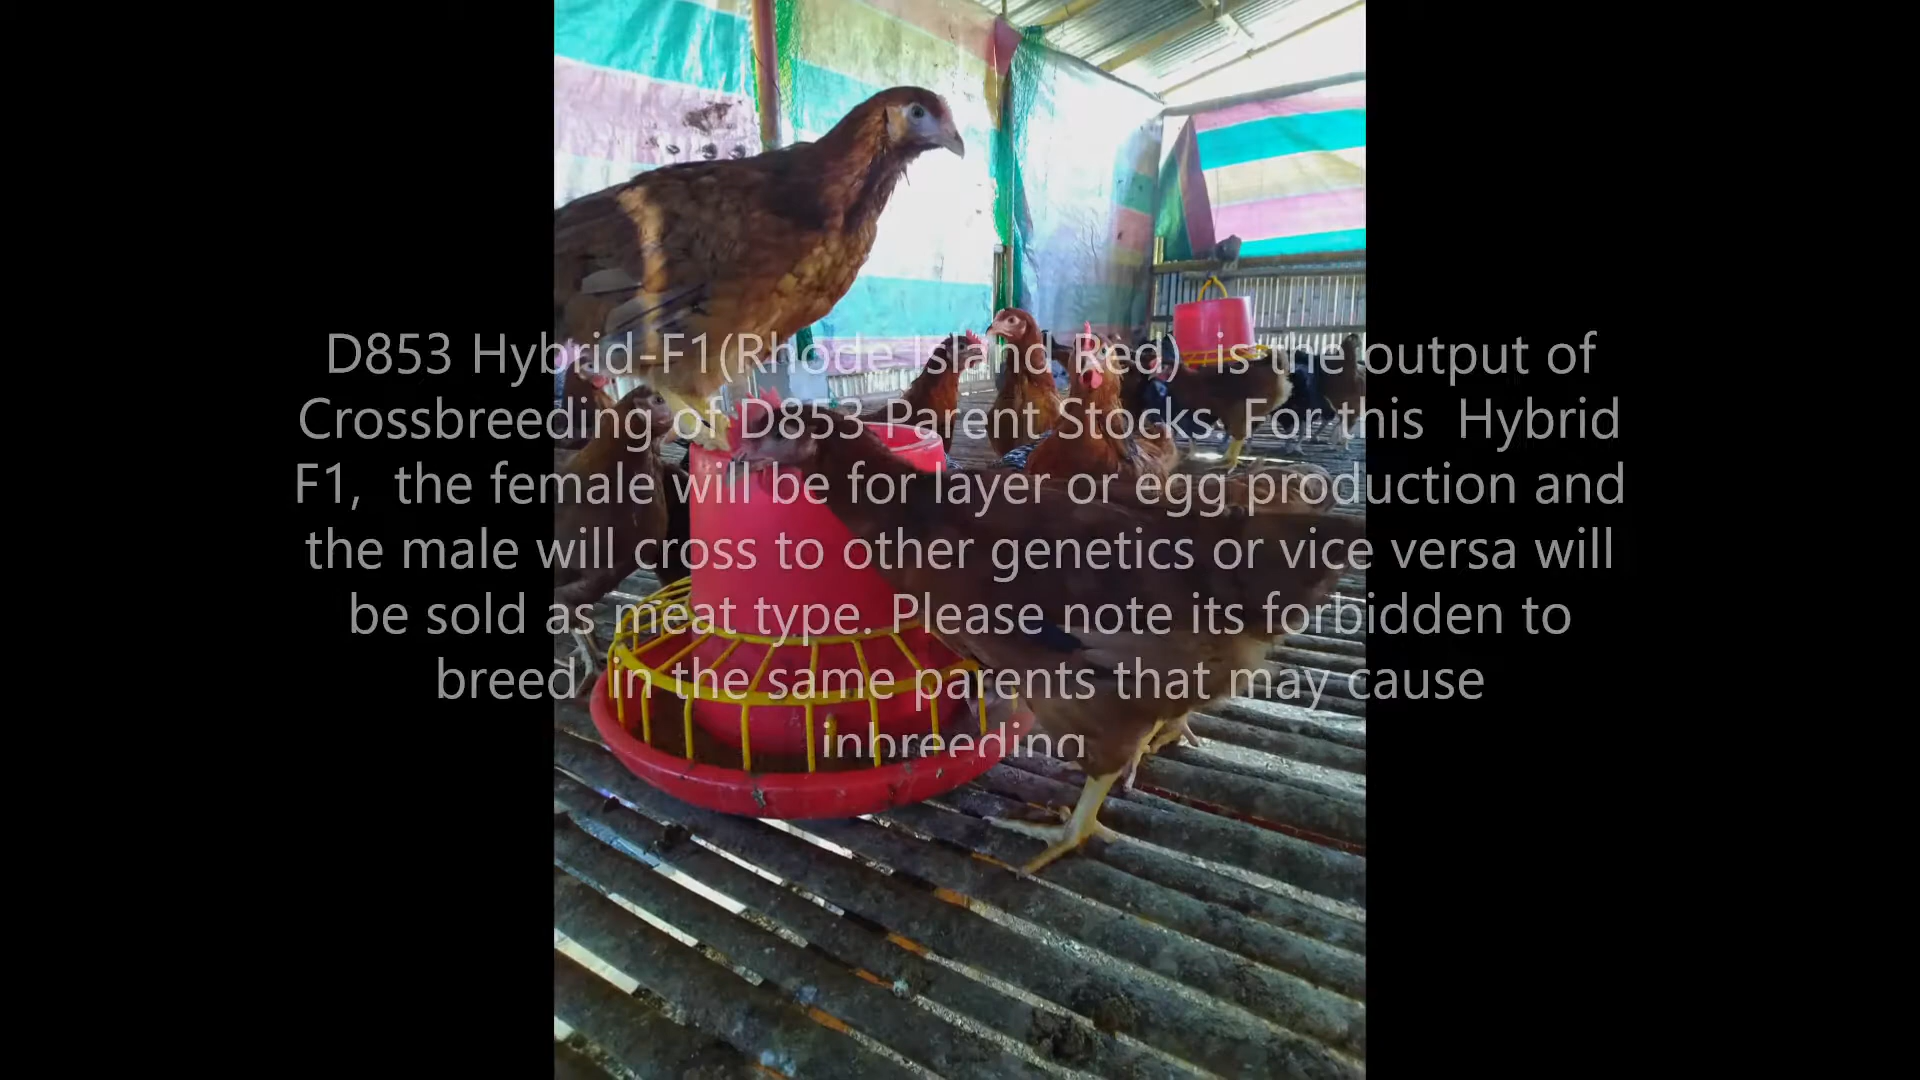 D853 Hybrid-F1(Rhode Island Red)  is the output of
Crossbreeding of D853 Parent Stocks. For this  Hybrid
F1,  the female will be for layer or egg production and
the male will cross to other genetics or vice versa will
be sold as meat type. Please note its forbidden to
breed  in the same parents that may cause
inbreeding